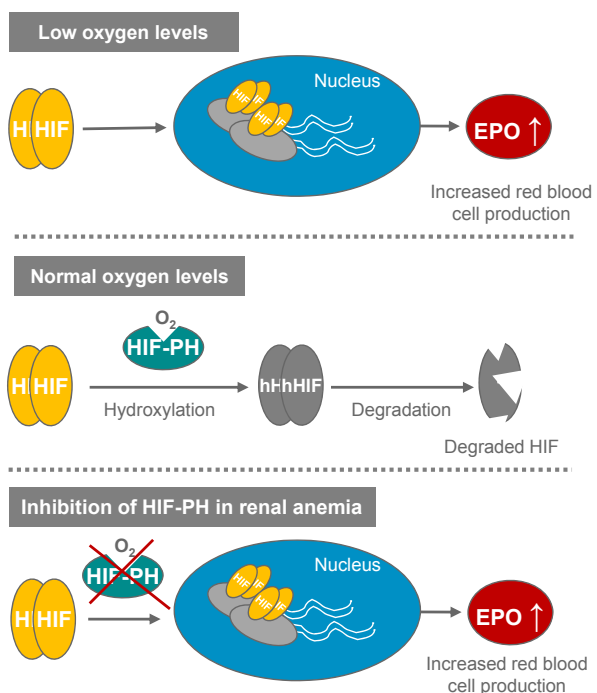 Low oxygen levels
Nucleus
H HIF
HIF HIF
HIF HIF
EPO ↑
Increased red blood
cell production
Normal oxygen levels
O2
HIF-PH
H HIF
hH hHIF
Hydroxylation
Degradation
Degraded HIF
Inhibition of HIF-PH in renal anemia
O2
HIF-PH
Nucleus
H HIF
HIF HIF
HIF HIF
EPO ↑
Increased red blood
cell production